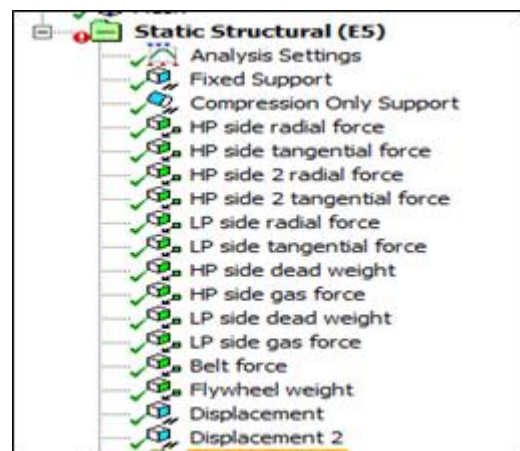 Static Structural (E5)
Analysis Settings
Fixed Support
Compression Only Support
HP side radial force
HP side tangential force
HP side 2 radial force
HP side 2 tangential force
LP side radial force
LP side tangential force
HP side dead weight
HP side gas force
LP side dead weight
LP side gas force
Belt force
Flywheel weight
Displacement
Displacement 2